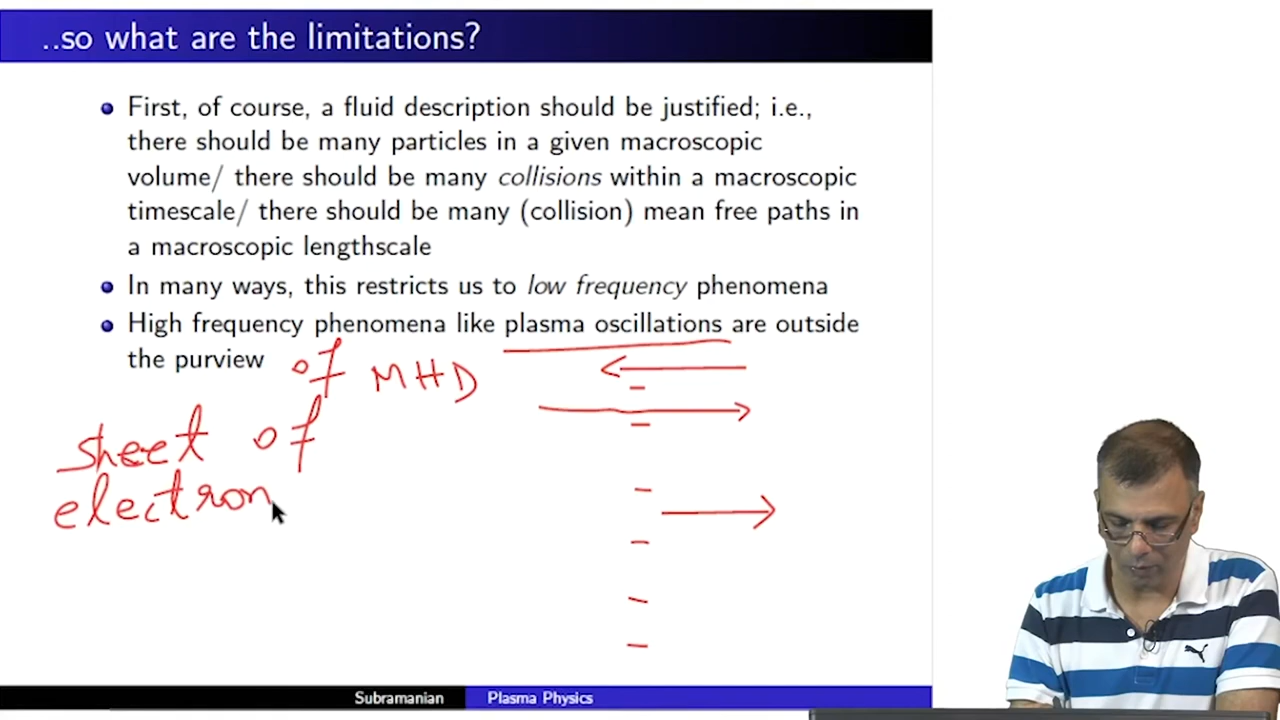 ..so what are the limitations?
First, of course, a fluid description should be justified; i.e.,
there should be many particles in a given macroscopic
volume/ there should be many collisions within a macroscopic
timescale/ there should be many (collision) mean free paths in
a macroscopic lengthscale
In many ways, this restricts us to low frequency phenomena
High frequency phenomena like plasma oscillations are outside
the purview of MHD
sheet of
electron
Subramanian Plasma Physics